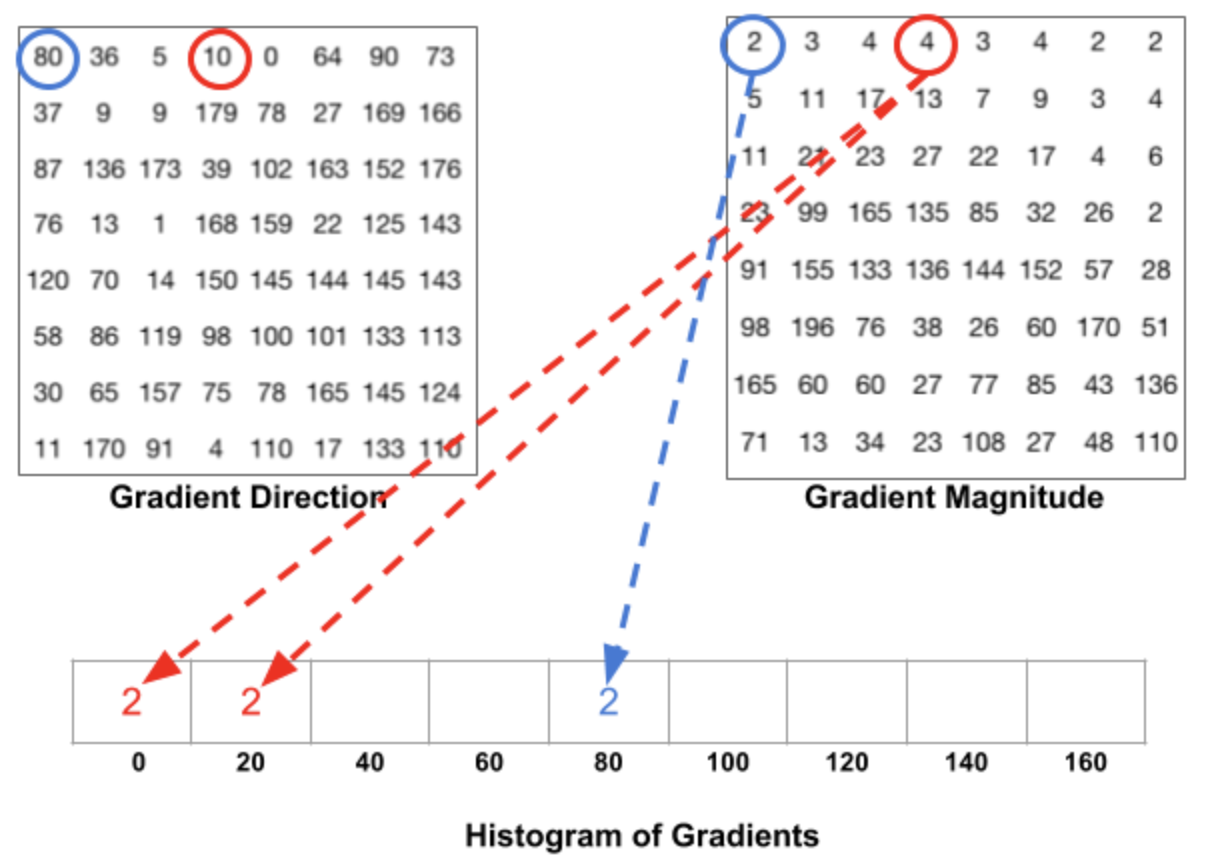 80 36 5 10 0 64 90 73
37 9 9 179 78 27 169 166
87 136 173 39 102 163 152 176
76 13 1 168 159 22 125 143
120 70 14 150 145 144 145 143
58 86 119 98 100 101 133 113
30 65 157 75 78 165 145 124
11 170 91 4 110 17 133 110
Gradient Direction
2 3 4 4 3 4 2 2
5 11 17 13 7 9 3 4
11 21 23 27 22 17 4 6
23 99 165 135 85 32 26 2
91 155 133 136 144 152 57 28
98 196 76 38 26 60 170 51
165 60 60 27 77 85 43 136
71 13 34 23 108 27 48 110
Gradient Magnitude
2 2 2
0 20 40 60 80 100 120 140 160
Histogram of Gradients